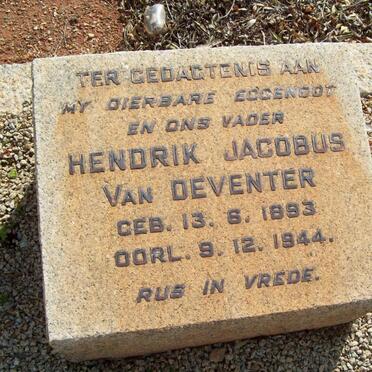 TER GEDAGTENIS AAN
MY DIERBARE EGGENOOT
EN ONS VADER
HENDRIK JACOBUS
VAN DEVENTER
GEB. 13. 6. 1893
OORL. 9. 12. 1944.
RUS IN VREDE.